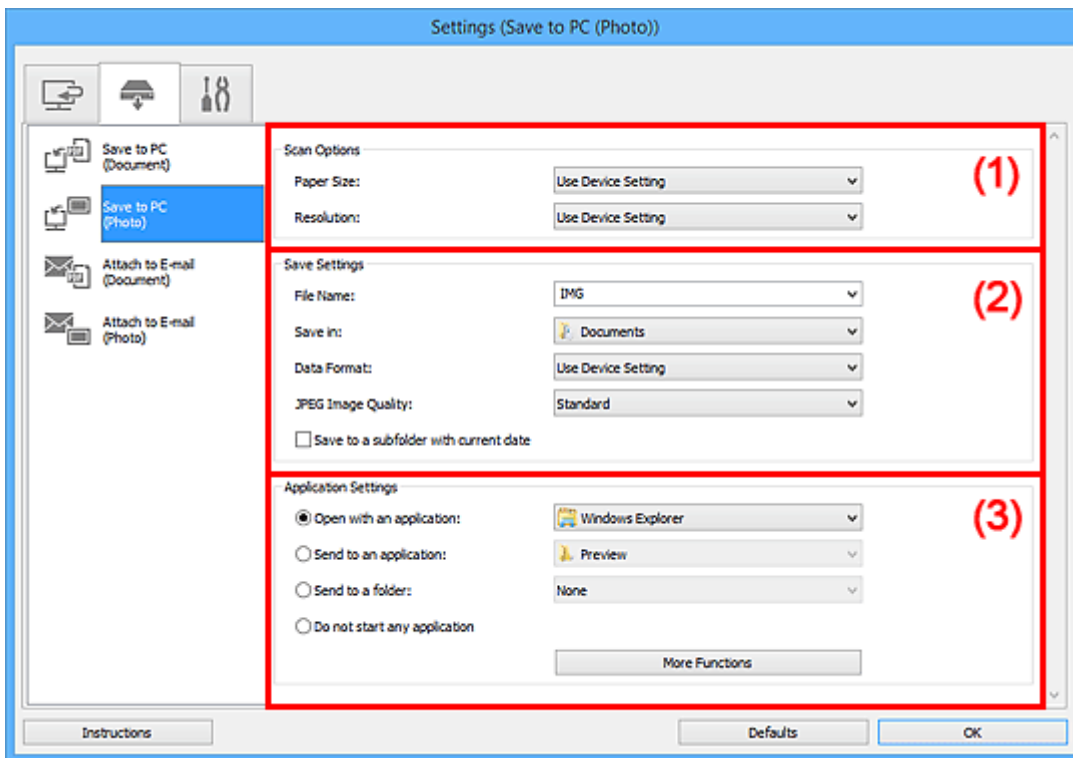 Settings (Save to PC (Photo))
Save to PC
(Document)
Save to PC
(Photo)
Attach to E-mail
(Document)
Attach to E-mail
(Photo)
Scan Options
(1)
Paper Size: Use Device Setting
Resolution: Use Device Setting
Save Settings
(2)
File Name: IMG
Save in: Documents
Data Format: Use Device Setting
JPEG Image Quality: Standard
Save to a subfolder with current date
Application Settings
(3)
Open with an application: Windows Explorer
Send to an application: Preview
Send to a folder: None
Do not start any application
More Functions
Instructions Defaults OK